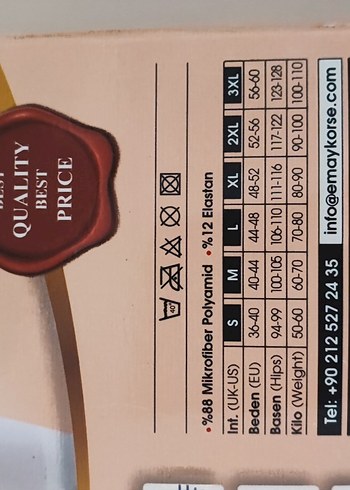 BEST
QUALITY
BEST
PRICE
40°
•%88 Mikrofiber Polyamid •%12 Elastan
Int. (UK-US) S M L XL 2XL 3XL
Beden (EU) 36-40 40-44 44-48 48-52 52-56 56-60
Basen (Hips) 94-99 100-105 106-110 111-116 117-122 123-128
Kilo (Weight) 50-60 60-70 70-80 80-90 90-100 100-110
Tel: +90 212 527 24 35 info@emaykorse.com